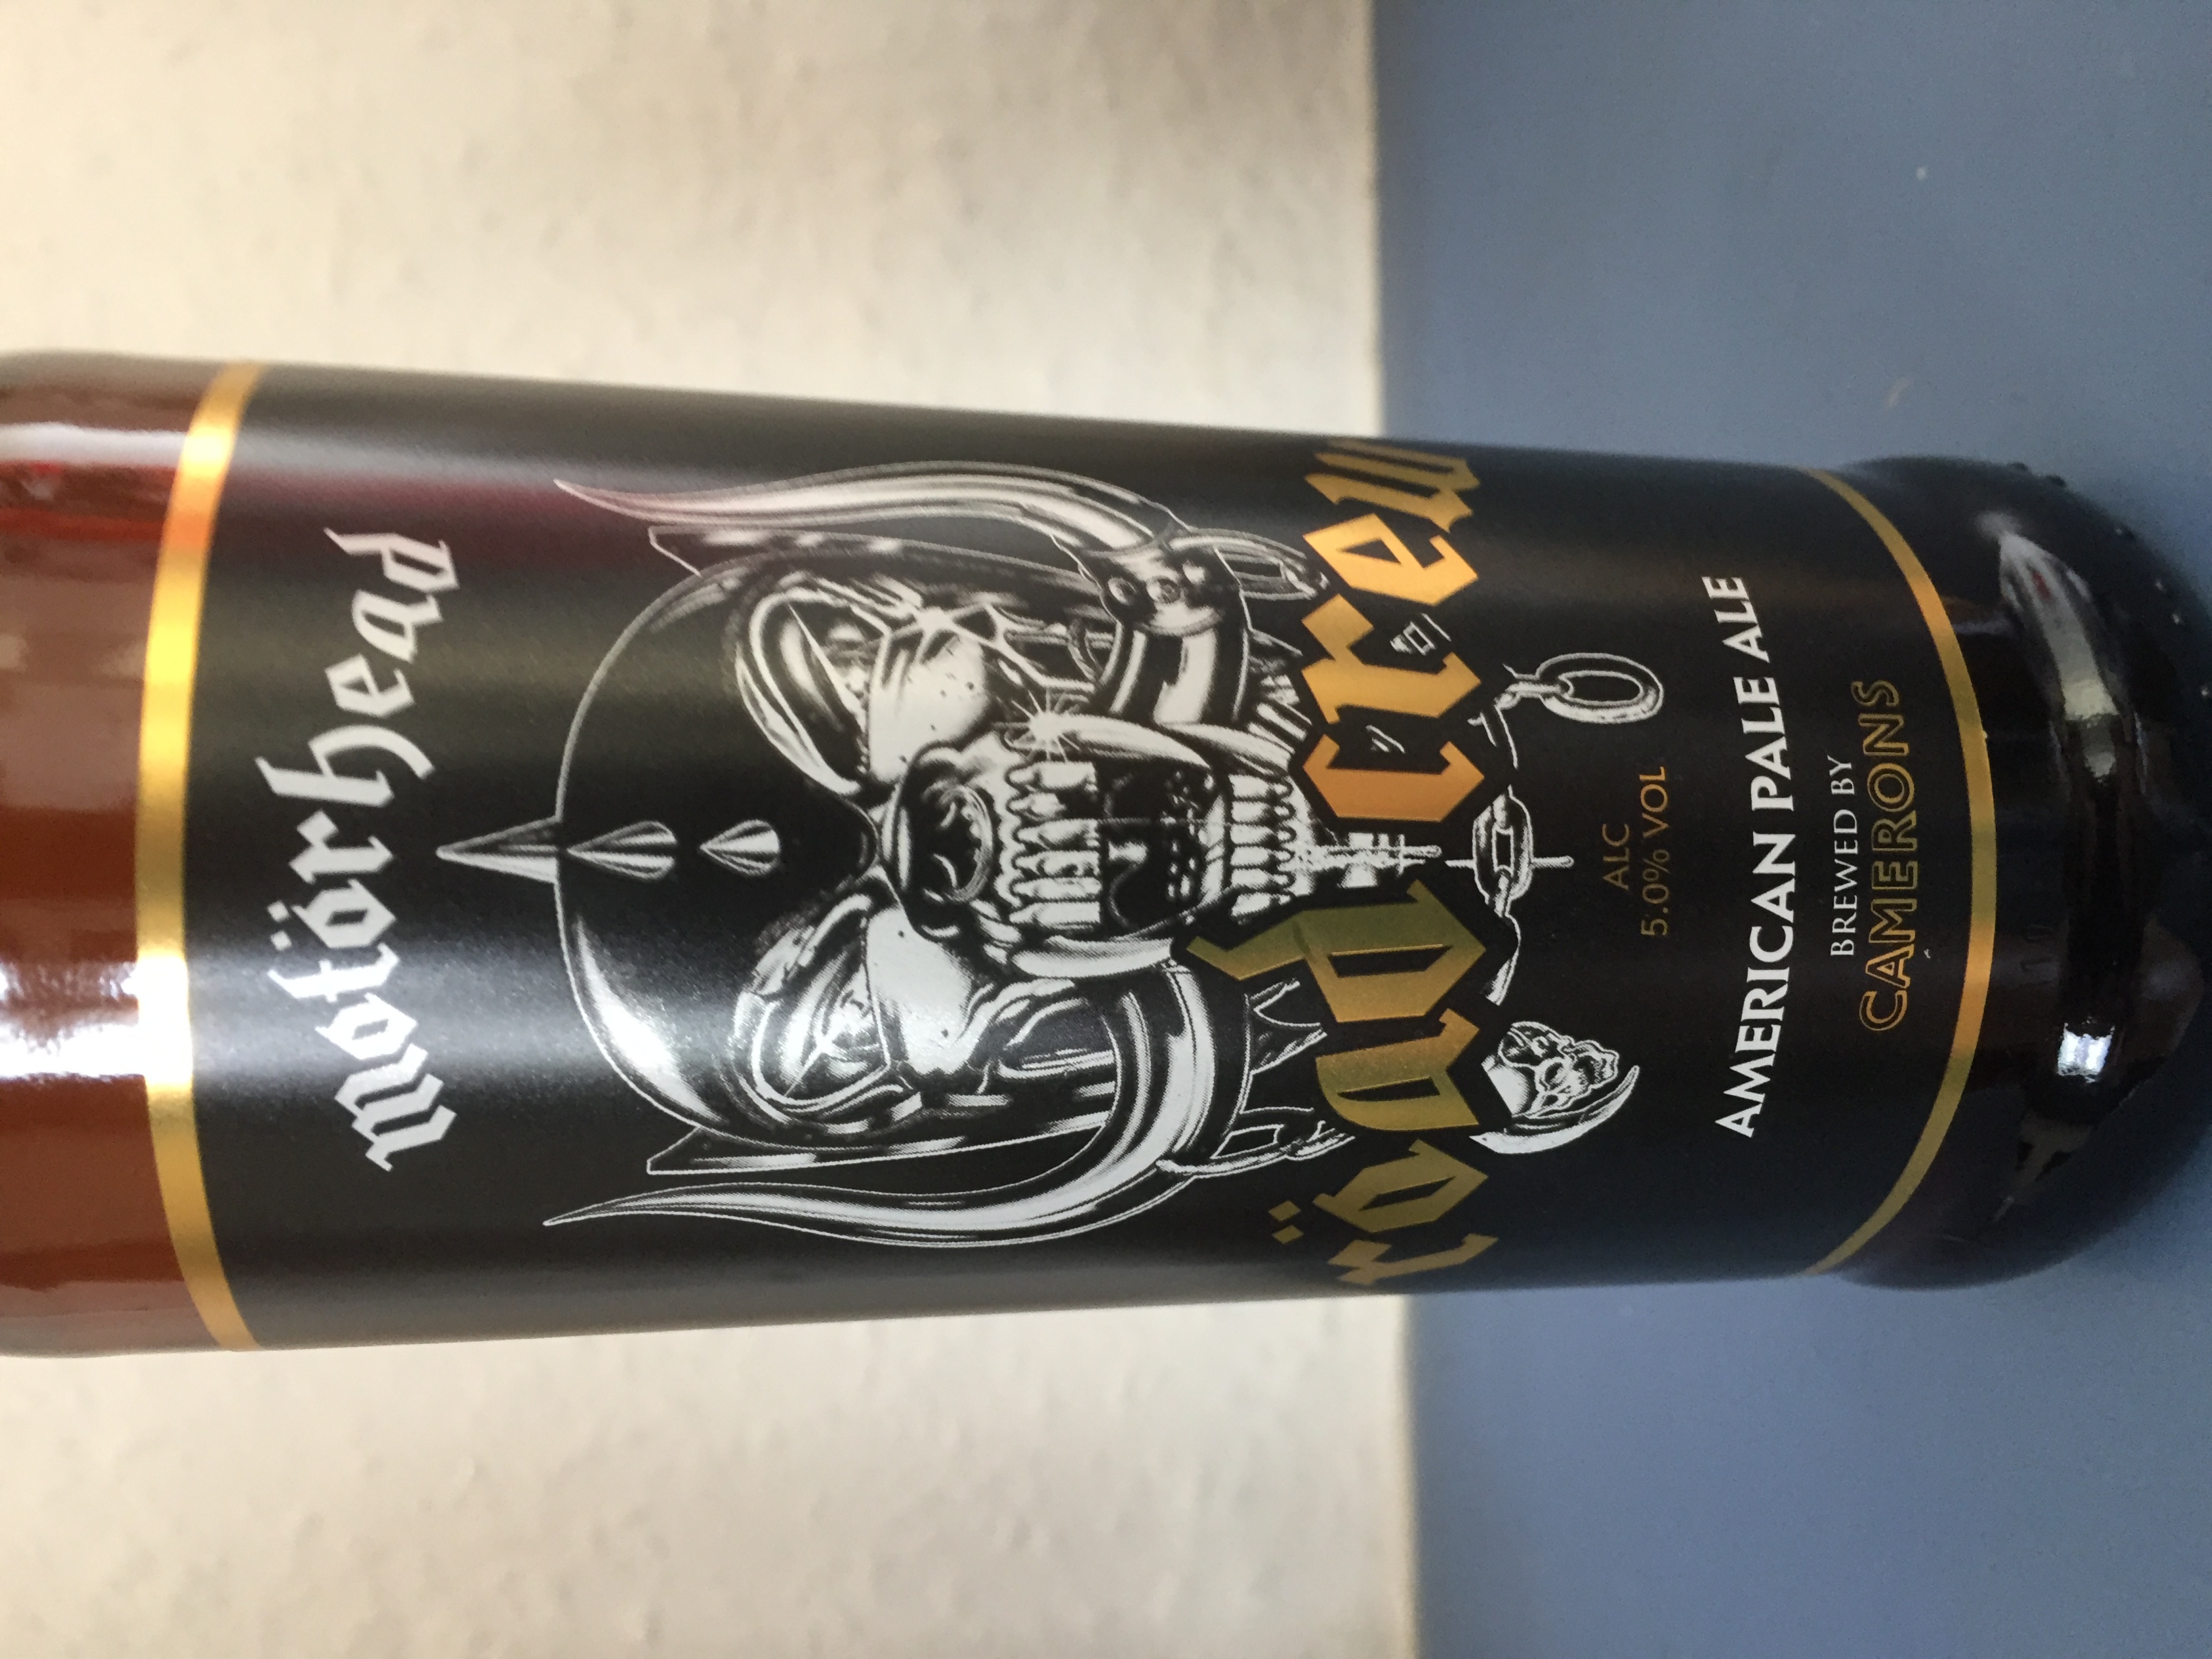 Motörhead
röad crew
ALC
5.0% VOL
AMERICAN PALE ALE
BREWED BY
CAMERONS